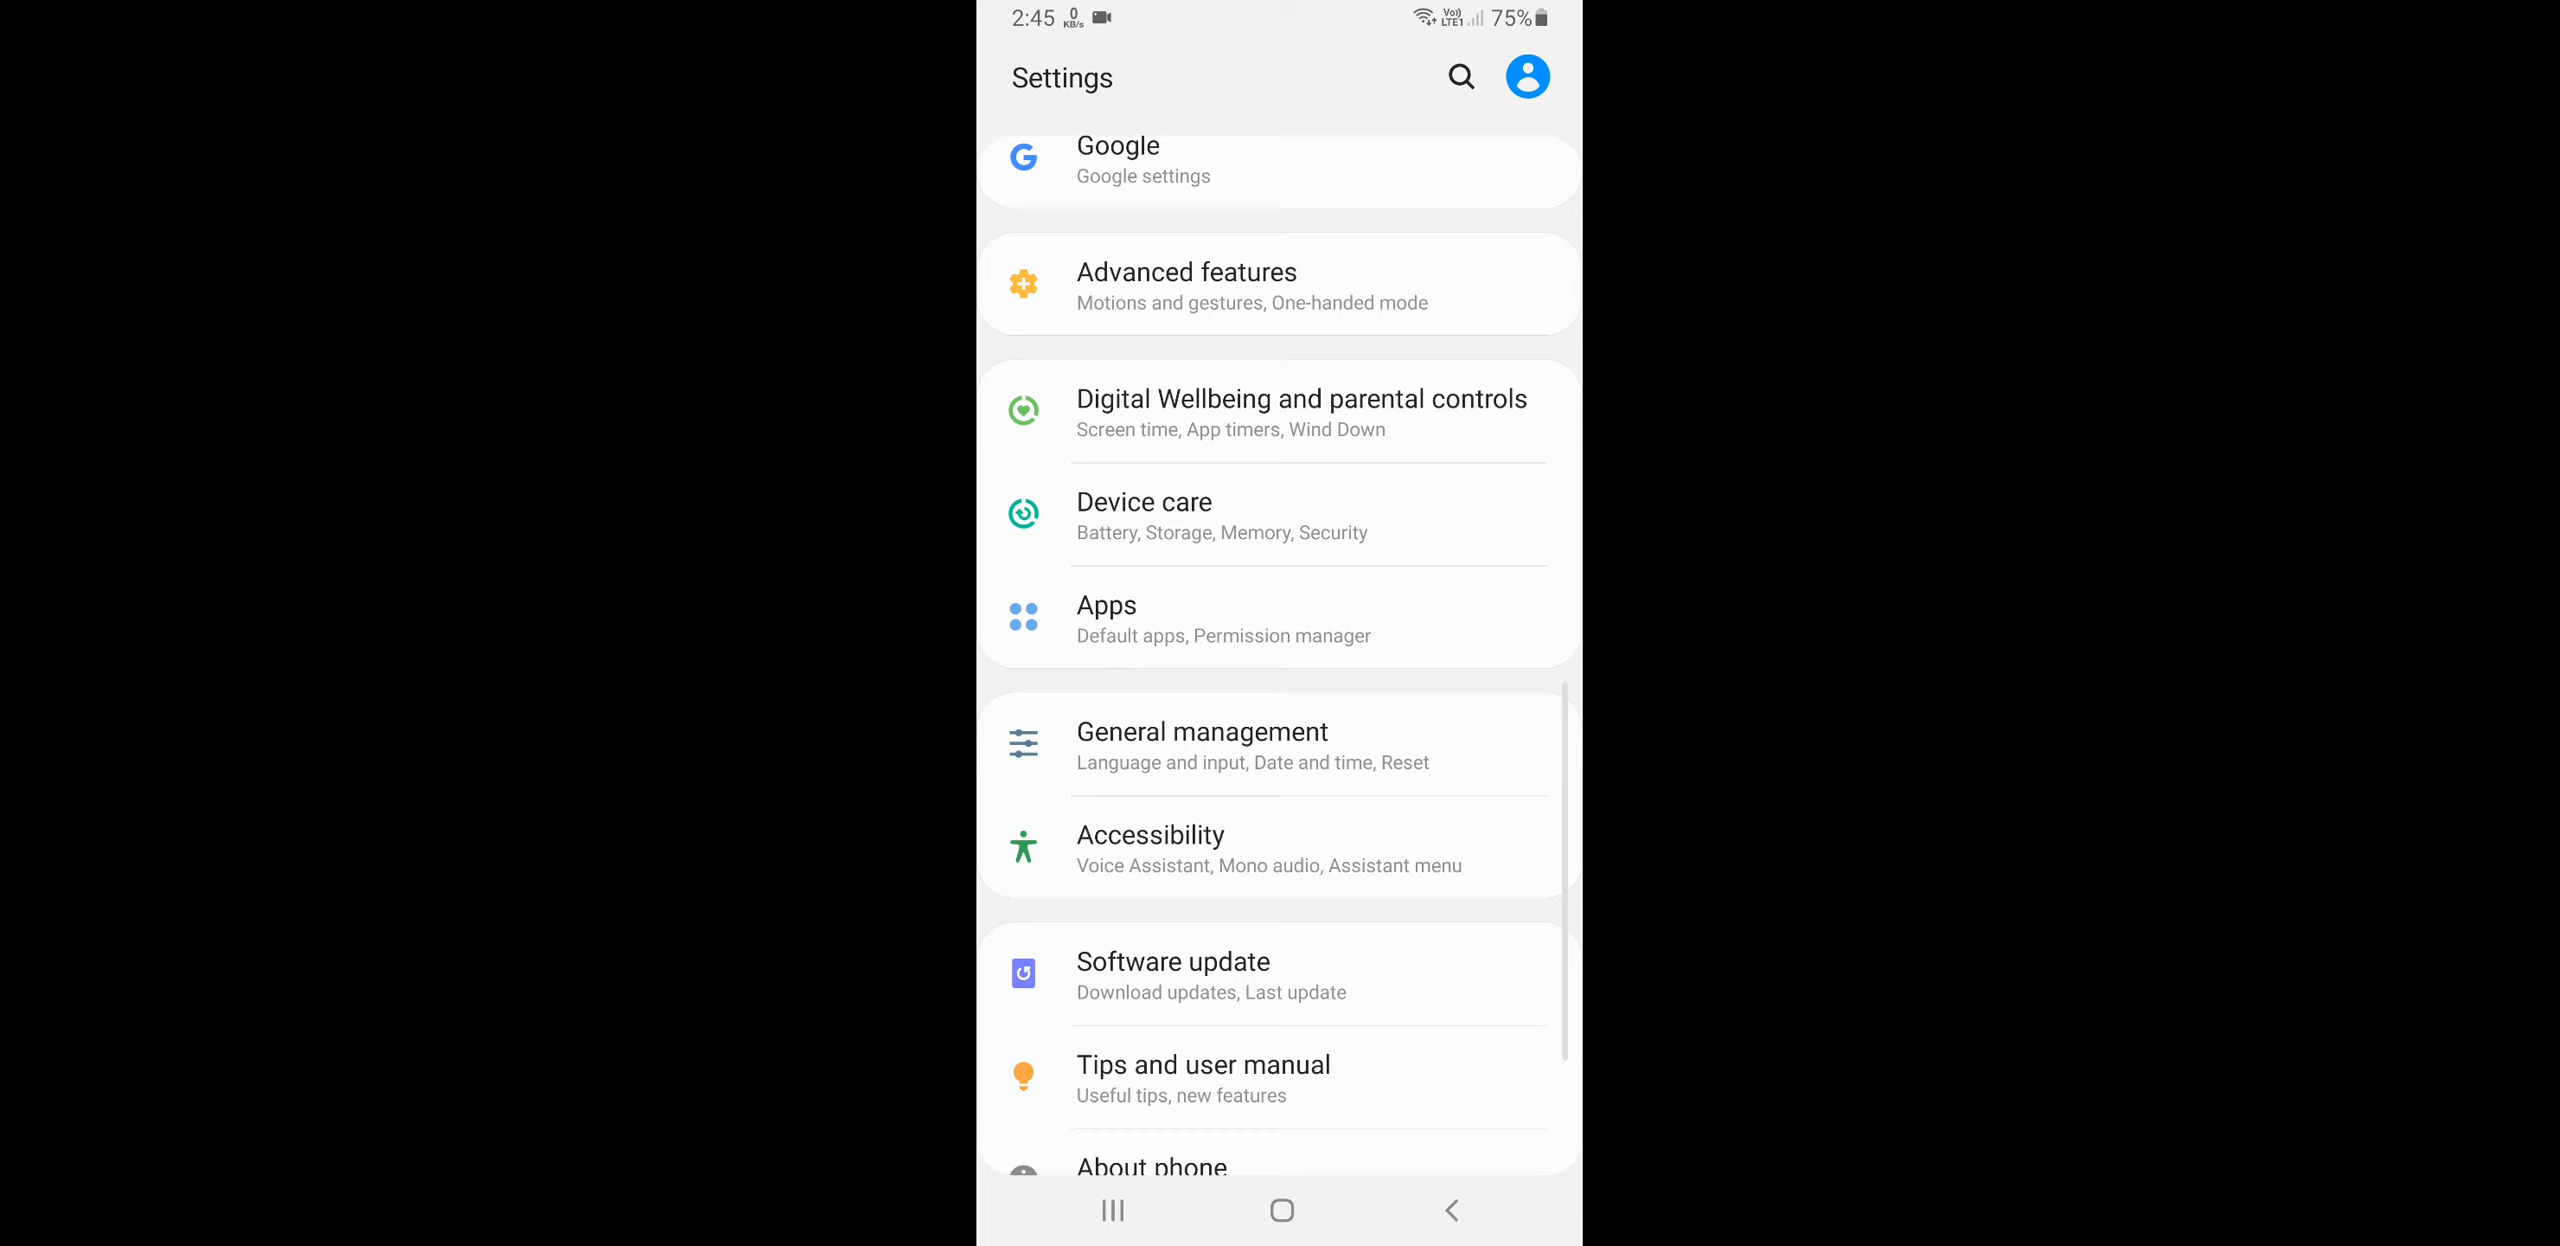 2:45 0 KB/s Vo)) LTE1 75%
Settings
Google
Google settings
Advanced features
Motions and gestures, One-handed mode
Digital Wellbeing and parental controls
Screen time, App timers, Wind Down
Device care
Battery, Storage, Memory, Security
Apps
Default apps, Permission manager
General management
Language and input, Date and time, Reset
Accessibility
Voice Assistant, Mono audio, Assistant menu
Software update
Download updates, Last update
Tips and user manual
Useful tips, new features
About phone